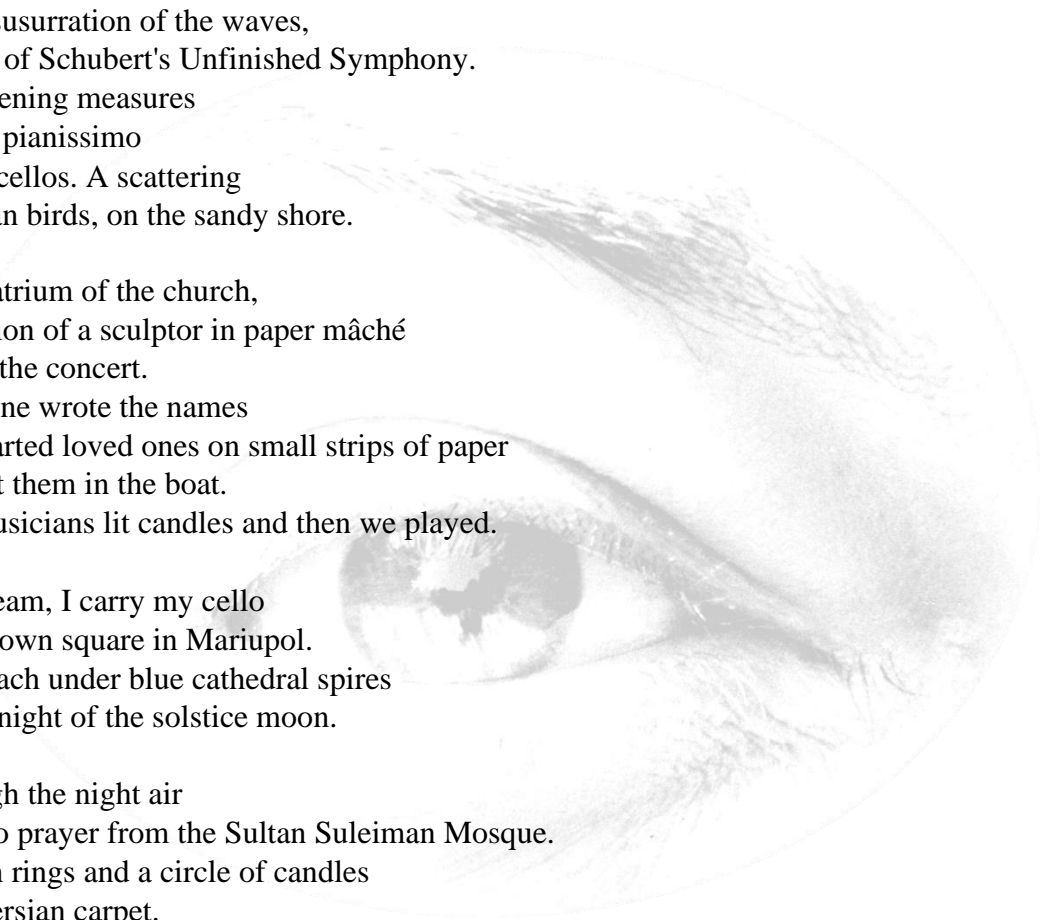 susurration of the waves,
of Schubert's Unfinished Symphony.
ening measures
pianissimo
cellos. A scattering
an birds, on the sandy shore.
atrium of the church,
ion of a sculptor in paper mâché
the concert.
ne wrote the names
arted loved ones on small strips of paper
t them in the boat.
usicians lit candles and then we played.
eam, I carry my cello
own square in Mariupol.
ach under blue cathedral spires
night of the solstice moon.
gh the night air
o prayer from the Sultan Suleiman Mosque.
n rings and a circle of candles
ersian carpet.